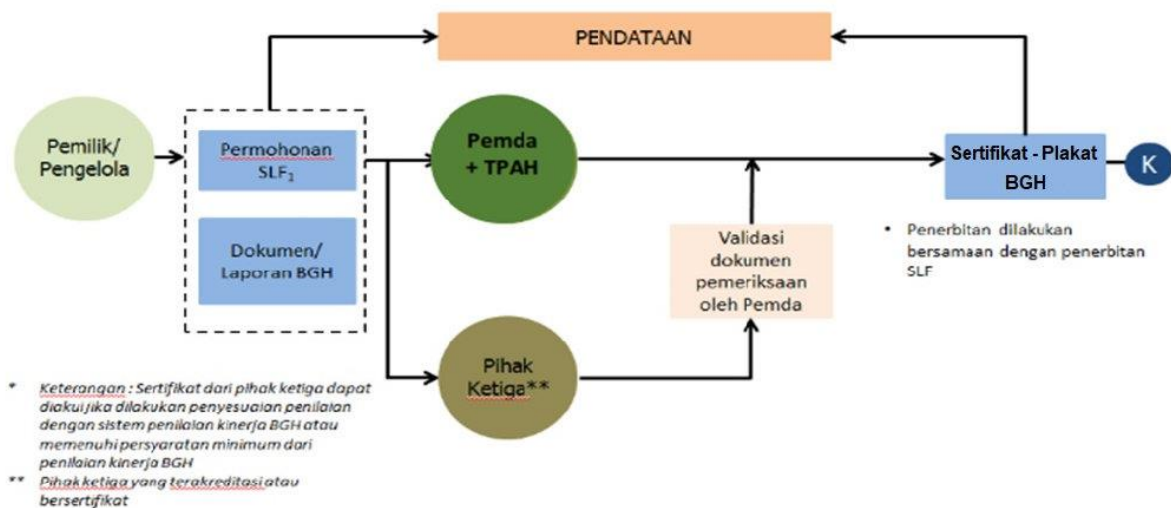 PENDATAAN
Pemilik/
Pengelola
Permohonan
SLF1
Dokumen/
Laporan BGH
Pemda
+ TPAH
Pihak
Ketiga**
Validasi
dokumen
pemeriksaan
oleh Pemda
Sertifikat - Plakat
BGH
K
• Penerbitan dilakukan
bersamaan dengan penerbitan
SLF
* Keterangan : Sertifikat dari pihak ketiga dapat
diakui jika dilakukan penyesuaian penilaian
dengan sistem penilaian kinerja BGH atau
memenuhi persyaratan minimum dari
penilaian kinerja BGH
** Pihak ketiga yang terakreditasi atau
bersertifikat